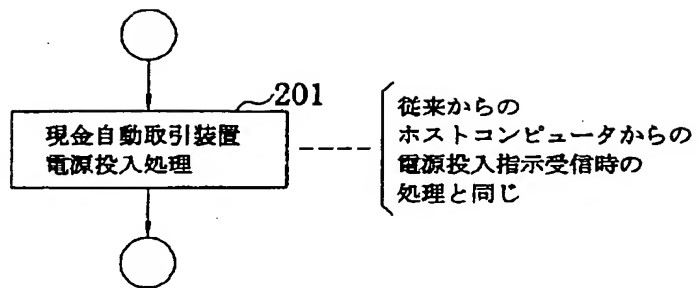 201
現金自動取引装置
電源投入処理
従来からの
ホストコンピュータからの
電源投入指示受信時の
処理と同じ